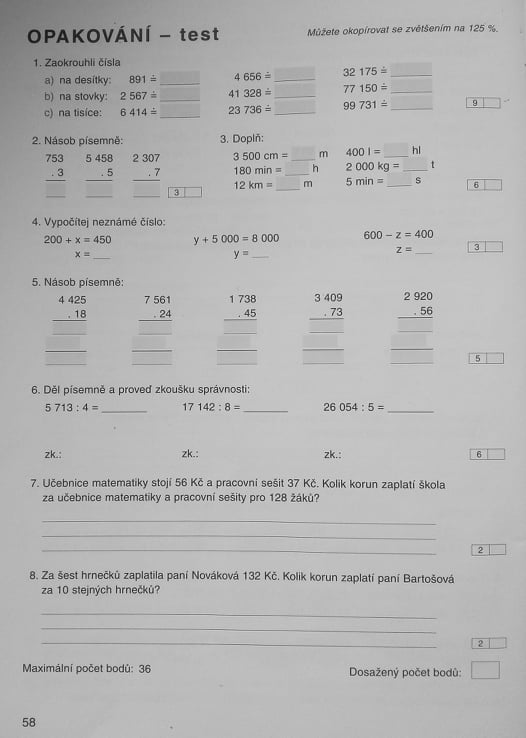 OPAKOVÁNÍ – test
Můžete okopírovat se zvětšením na 125 %.
1. Zaokrouhli čísla
a) na desítky: 891 ≐ 4 656 ≐ 32 175 ≐
b) na stovky: 2 567 ≐ 41 328 ≐ 77 150 ≐
c) na tisíce: 6 414 ≐ 23 736 ≐ 99 731 ≐
9
2. Násob písemně:
753 5 458 2 307
. 3 . 5 . 7
3
3. Doplň:
3 500 cm = m 400 l = hl
180 min = h 2 000 kg = t
12 km = m 5 min = s
6
4. Vypočítej neznámé číslo:
200 + x = 450 y + 5 000 = 8 000 600 – z = 400
x = y = z =
3
5. Násob písemně:
4 425 7 561 1 738 3 409 2 920
. 18 . 24 . 45 . 73 . 56
5
6. Děl písemně a proveď zkoušku správnosti:
5 713 : 4 = 17 142 : 8 = 26 054 : 5 =
zk.: zk.: zk.:
6
7. Učebnice matematiky stojí 56 Kč a pracovní sešit 37 Kč. Kolik korun zaplatí škola
za učebnice matematiky a pracovní sešity pro 128 žáků?
2
8. Za šest hrnečků zaplatila paní Nováková 132 Kč. Kolik korun zaplatí paní Bartošová
za 10 stejných hrnečků?
2
Maximální počet bodů: 36
Dosažený počet bodů:
58